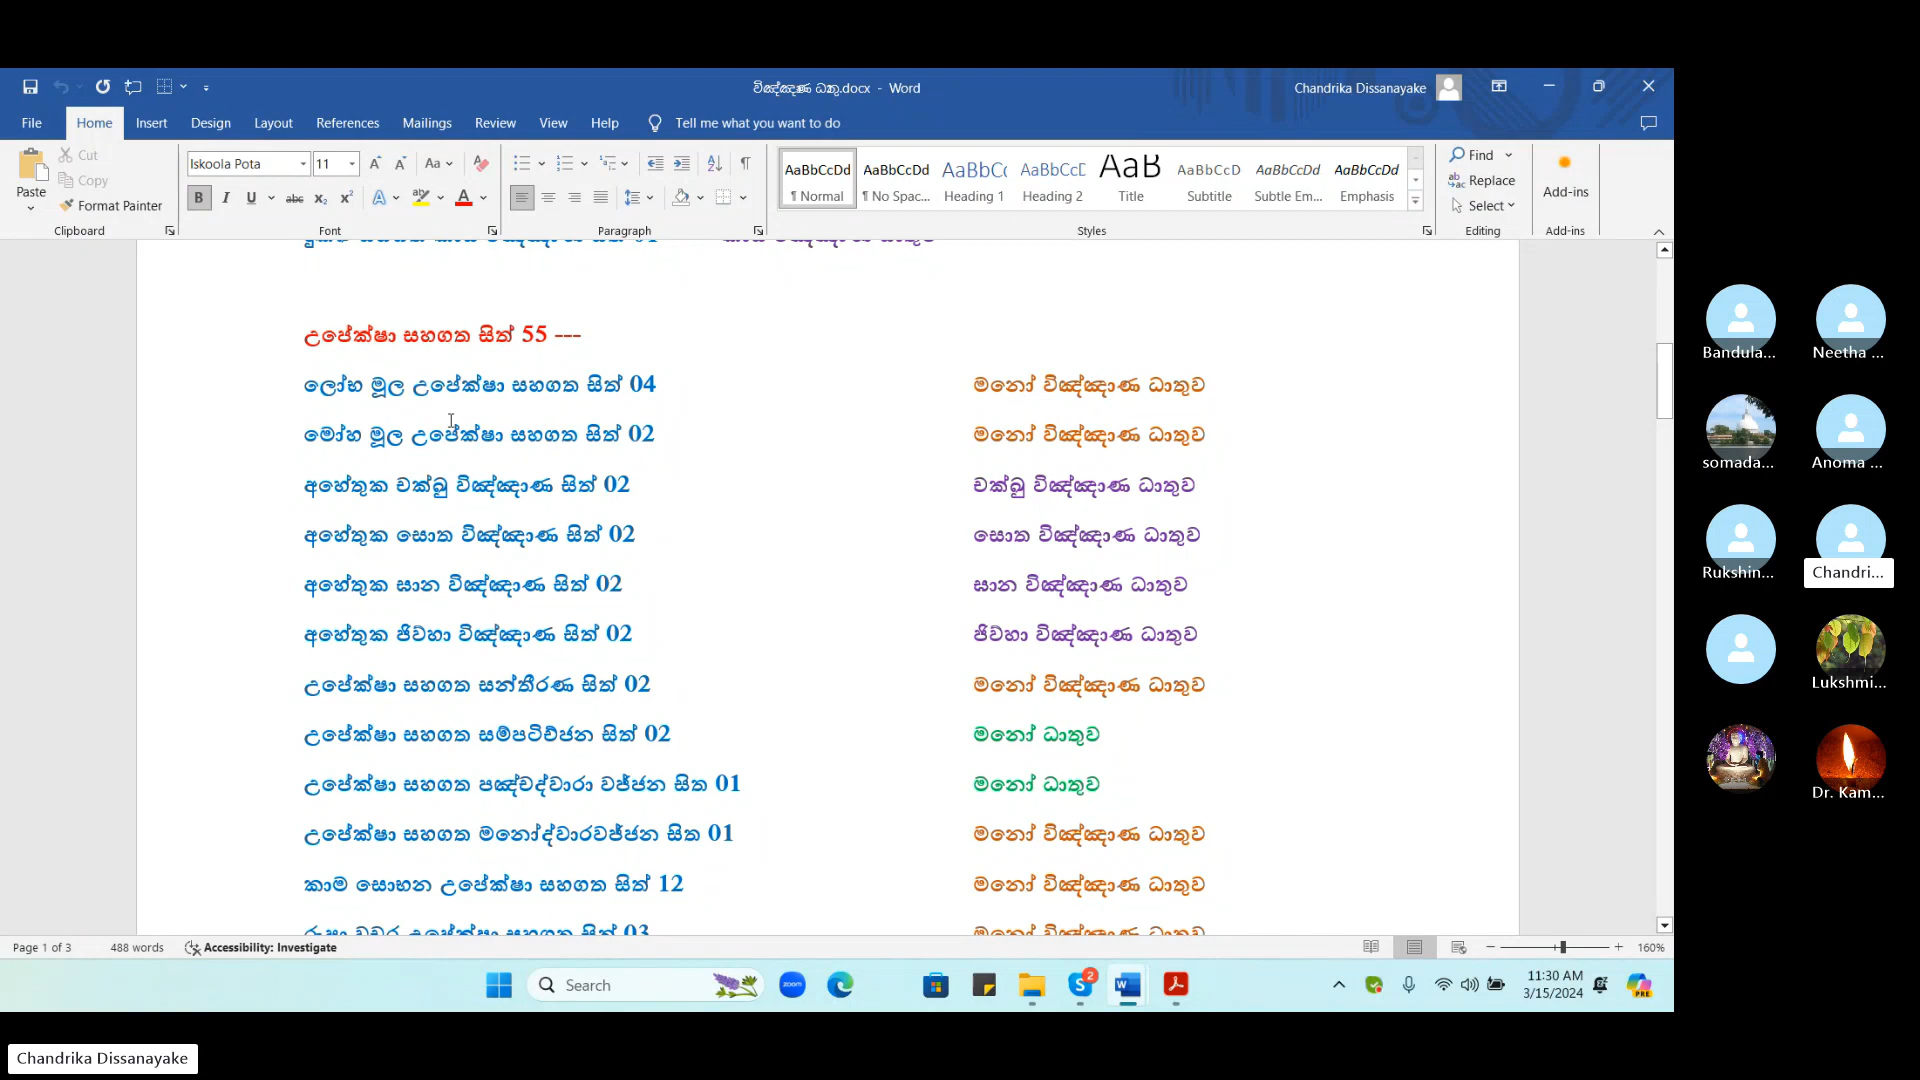 විඤ්ඤණ ධතු.docx - Word
Chandrika Dissanayake
File Home Insert Design Layout References Mailings Review View Help Tell me what you want to do
Paste
Cut
Copy
Format Painter
Clipboard
Iskoola Pota 11
Font
Paragraph
AaBbCcDd AaBbCcDd AaBbCc AaBbCcD AaB AaBbCcD AaBbCcDd AaBbCcDd
¶ Normal ¶ No Spac... Heading 1 Heading 2 Title Subtitle Subtle Em... Emphasis
Styles
Find
Replace
Select
Editing
Add-ins
Add-ins
උපේක්ෂා සහගත සිත් 55 ---
ලෝභ මූල උපේක්ෂා සහගත සිත් 04 මනෝ විඤ්ඤාණ ධාතුව
මෝහ මූල උපේක්ෂා සහගත සිත් 02 මනෝ විඤ්ඤාණ ධාතුව
අහේතුක චක්ඛු විඤ්ඤාණ සිත් 02 චක්ඛු විඤ්ඤාණ ධාතුව
අහේතුක සොත විඤ්ඤාණ සිත් 02 සොත විඤ්ඤාණ ධාතුව
අහේතුක ඝාන විඤ්ඤාණ සිත් 02 ඝාන විඤ්ඤාණ ධාතුව
අහේතුක ජිව්හා විඤ්ඤාණ සිත් 02 ජිව්හා විඤ්ඤාණ ධාතුව
උපේක්ෂා සහගත සන්තීරණ සිත් 02 මනෝ විඤ්ඤාණ ධාතුව
උපේක්ෂා සහගත සම්පටිච්ඡන සිත් 02 මනෝ ධාතුව
උපේක්ෂා සහගත පඤ්චද්වාරා වජ්ජන සිත 01 මනෝ ධාතුව
උපේක්ෂා සහගත මනෝද්වාරවජ්ජන සිත 01 මනෝ විඤ්ඤාණ ධාතුව
කාම සොභන උපේක්ෂා සහගත සිත් 12 මනෝ විඤ්ඤාණ ධාතුව
Page 1 of 3 488 words Accessibility: Investigate 160%
Search
zoom
2
PRE
11:30 AM
3/15/2024
Bandula... Neetha ...
somada... Anoma ...
Rukshin... Chandri...
Lukshmi...
Dr. Kam...
Chandrika Dissanayake